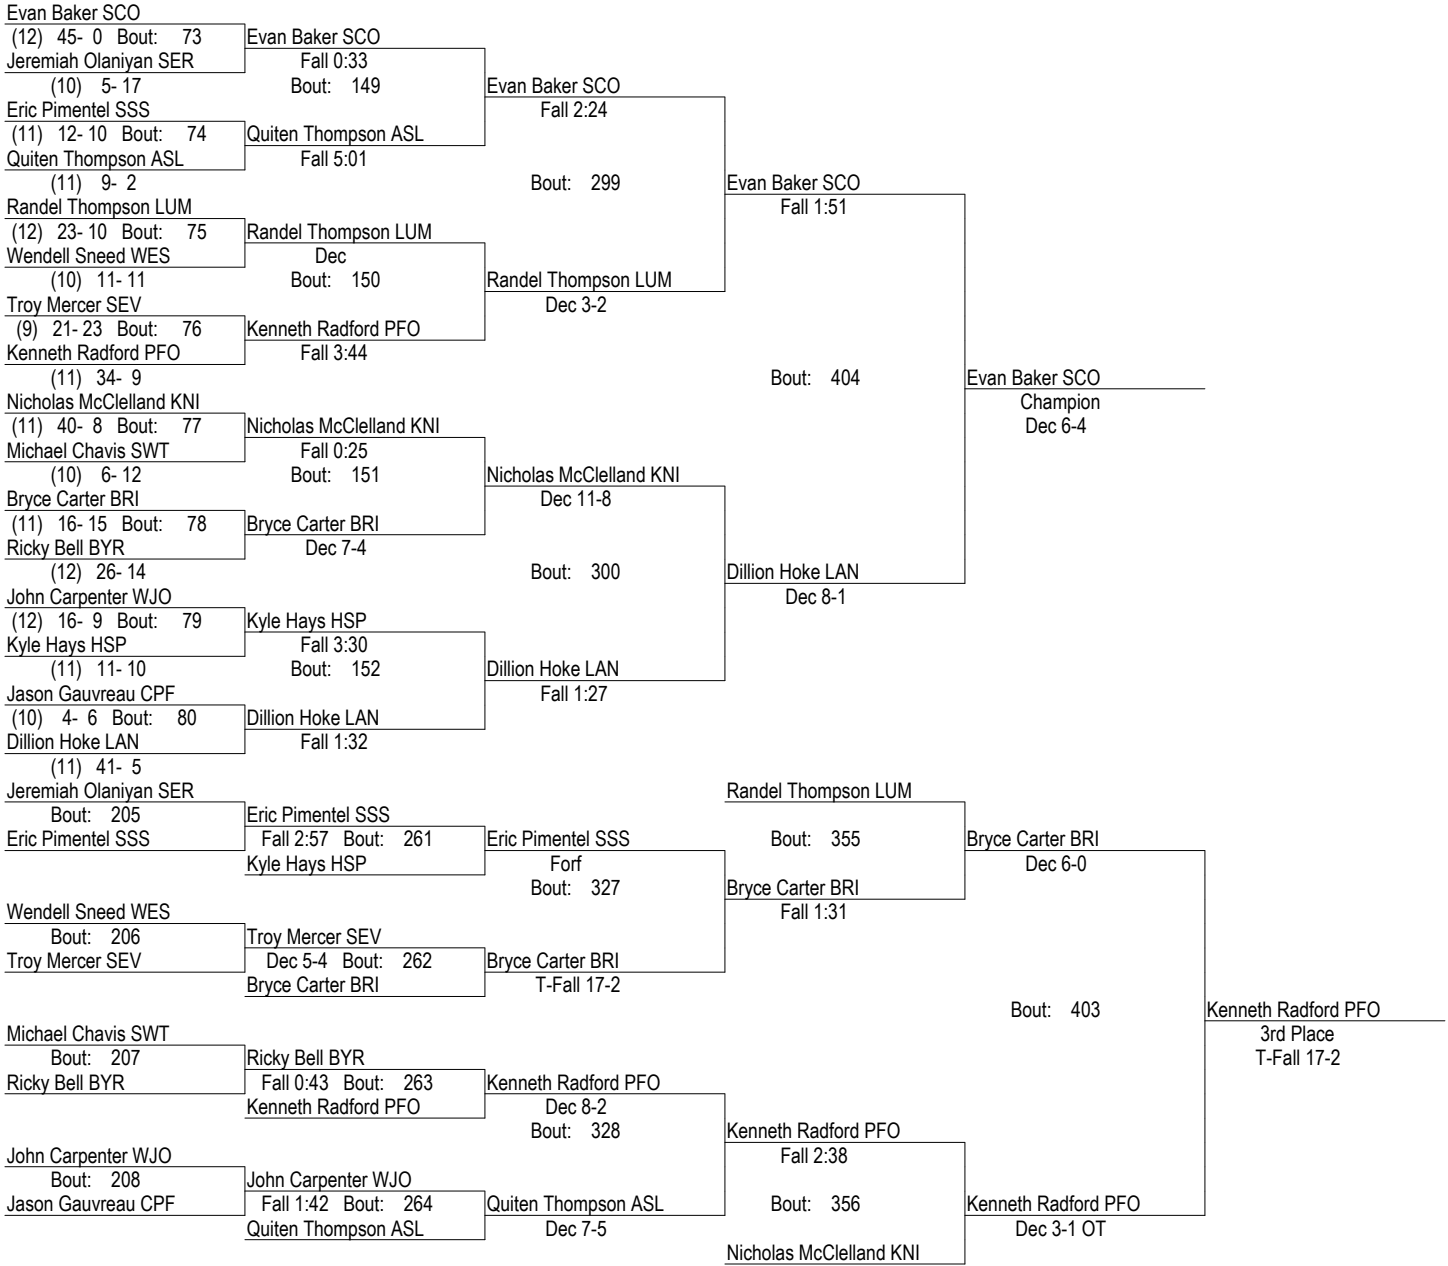 Evan Baker SCO
(12) 45- 0 Bout: 73 Evan Baker SCO
Jeremiah Olaniyan SER Fall 0:33
(10) 5- 17 Bout: 149 Evan Baker SCO
Eric Pimentel SSS Fall 2:24
(11) 12- 10 Bout: 74 Quiten Thompson ASL
Quiten Thompson ASL Fall 5:01
(11) 9- 2 Bout: 299 Evan Baker SCO
Randel Thompson LUM Fall 1:51
(12) 23- 10 Bout: 75 Randel Thompson LUM
Wendell Sneed WES Dec
(10) 11- 11 Bout: 150 Randel Thompson LUM
Troy Mercer SEV Dec 3-2
(9) 21- 23 Bout: 76 Kenneth Radford PFO
Kenneth Radford PFO Fall 3:44
(11) 34- 9 Bout: 404 Evan Baker SCO
Nicholas McClelland KNI Champion
(11) 40- 8 Bout: 77 Nicholas McClelland KNI Dec 6-4
Michael Chavis SWT Fall 0:25
(10) 6- 12 Bout: 151 Nicholas McClelland KNI
Bryce Carter BRI Dec 11-8
(11) 16- 15 Bout: 78 Bryce Carter BRI
Ricky Bell BYR Dec 7-4
(12) 26- 14 Bout: 300 Dillion Hoke LAN
John Carpenter WJO Dec 8-1
(12) 16- 9 Bout: 79 Kyle Hays HSP
Kyle Hays HSP Fall 3:30
(11) 11- 10 Bout: 152 Dillion Hoke LAN
Jason Gauvreau CPF Fall 1:27
(10) 4- 6 Bout: 80 Dillion Hoke LAN
Dillion Hoke LAN Fall 1:32
(11) 41- 5
Jeremiah Olaniyan SER Randel Thompson LUM
Bout: 205 Eric Pimentel SSS
Eric Pimentel SSS Fall 2:57 Bout: 261 Eric Pimentel SSS Bout: 355 Bryce Carter BRI
Kyle Hays HSP Forf Dec 6-0
Bout: 327 Bryce Carter BRI
Wendell Sneed WES Fall 1:31
Bout: 206 Troy Mercer SEV
Troy Mercer SEV Dec 5-4 Bout: 262 Bryce Carter BRI
Bryce Carter BRI T-Fall 17-2
Bout: 403 Kenneth Radford PFO
Michael Chavis SWT 3rd Place
Bout: 207 Ricky Bell BYR T-Fall 17-2
Ricky Bell BYR Fall 0:43 Bout: 263 Kenneth Radford PFO
Kenneth Radford PFO Dec 8-2
Bout: 328 Kenneth Radford PFO
John Carpenter WJO Fall 2:38
Bout: 208 John Carpenter WJO
Jason Gauvreau CPF Fall 1:42 Bout: 264 Quiten Thompson ASL Bout: 356 Kenneth Radford PFO
Quiten Thompson ASL Dec 7-5 Dec 3-1 OT
Nicholas McClelland KNI